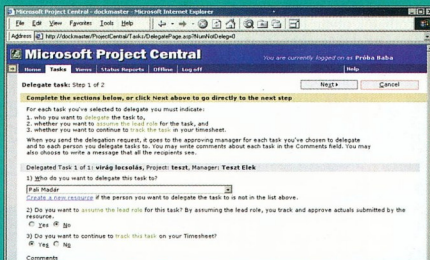 Microsoft Project Central - dockmaster - Microsoft Internet Explorer
File Edit View Favorites Tools Help
Address http://dockmaster/ProjectCentral/Tasks/DelegatePage.asp?NumNotDeleg=0
Microsoft Project Central
You are currently logged on as Próba Baba
Home Tasks Views Status Reports Offline Log off Help
Delegate task: Step 1 of 2
Next Cancel
Complete the sections below, or click Next above to go directly to the next step
For each task you've selected to delegate you must indicate:
1. who you want to delegate the task to,
2. whether you want to assume the lead role for the task, and
3. whether you want to continue to track the task in your timesheet.
When you send the delegation request, it goes to the approving manager for each task you've chosen to delegate
and to each person you delegate tasks to. You may include comments about each task in the Comments field. You may
also choose to write a message that all the recipients see.
Delegated Task 1 of 1: virág locsolás, Project: teszt, Manager: Teszt Elek
1) Who do you want to delegate this task to?
Pali Madár
Create a new resource if the person you want to delegate the task to is not in the list above.
2) Do you want to assume the lead role for this task? By assuming the lead role, you track and approve actuals submitted by the
resource.
Yes No
3) Do you want to continue to track this task on your Timesheet?
Yes No
Comments